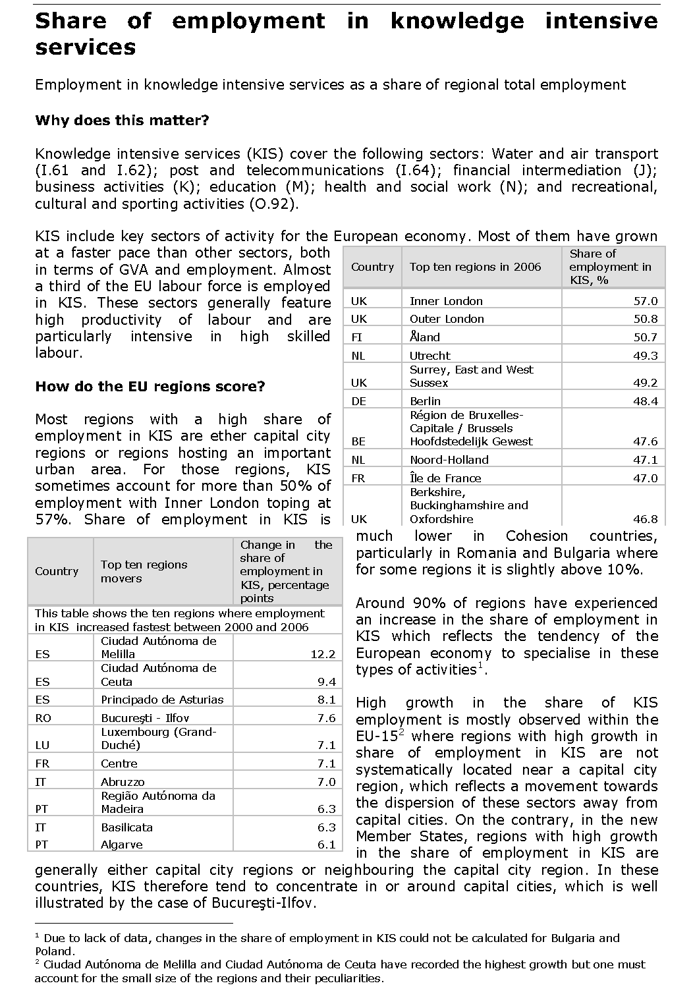 Share of employment in knowledge intensive
services
Employment in knowledge intensive services as a share of regional total employment
Why does this matter?
Knowledge intensive services (KIS) cover the following sectors: Water and air transport
(I.61 and I.62); post and telecommunications (I.64); financial intermediation (J);
business activities (K); education (M); health and social work (N); and recreational,
cultural and sporting activities (O.92).
KIS include key sectors of activity for the European economy. Most of them have grown
at a faster pace than other sectors, both
in terms of GVA and employment. Almost
a third of the EU labour force is employed
in KIS. These sectors generally feature
high productivity of labour and are
particularly intensive in high skilled
labour.
Country Top ten regions in 2006 Share of
employment in
KIS, %
UK Inner London 57.0
UK Outer London 50.8
FI Åland 50.7
NL Utrecht 49.3
Surrey, East and West
UK Sussex 49.2
DE Berlin 48.4
Région de Bruxelles-
Capitale / Brussels
BE Hoofdstedelijk Gewest 47.6
NL Noord-Holland 47.1
FR Île de France 47.0
Berkshire,
Buckinghamshire and
UK Oxfordshire 46.8
How do the EU regions score?
Most regions with a high share of
employment in KIS are ether capital city
regions or regions hosting an important
urban area. For those regions, KIS
sometimes account for more than 50% of
employment with Inner London toping at
57%. Share of employment in KIS is
much lower in Cohesion countries,
particularly in Romania and Bulgaria where
for some regions it is slightly above 10%.
Country Top ten regions
movers Change in the
share of
employment in
KIS, percentage
points
This table shows the ten regions where employment
in KIS increased fastest between 2000 and 2006
Ciudad Autónoma de
ES Melilla 12.2
Ciudad Autónoma de
ES Ceuta 9.4
ES Principado de Asturias 8.1
RO Bucureşti - Ilfov 7.6
Luxembourg (Grand-
LU Duché) 7.1
FR Centre 7.1
IT Abruzzo 7.0
Região Autónoma da
PT Madeira 6.3
IT Basilicata 6.3
PT Algarve 6.1
Around 90% of regions have experienced
an increase in the share of employment in
KIS which reflects the tendency of the
European economy to specialise in these
types of activities¹.
High growth in the share of KIS
employment is mostly observed within the
EU-15² where regions with high growth in
share of employment in KIS are not
systematically located near a capital city
region, which reflects a movement towards
the dispersion of these sectors away from
capital cities. On the contrary, in the new
Member States, regions with high growth
in the share of employment in KIS are
generally either capital city regions or neighbouring the capital city region. In these
countries, KIS therefore tend to concentrate in or around capital cities, which is well
illustrated by the case of Bucureşti-Ilfov.
¹ Due to lack of data, changes in the share of employment in KIS could not be calculated for Bulgaria and
Poland.
² Ciudad Autónoma de Melilla and Ciudad Autónoma de Ceuta have recorded the highest growth but one must
account for the small size of the regions and their peculiarities.